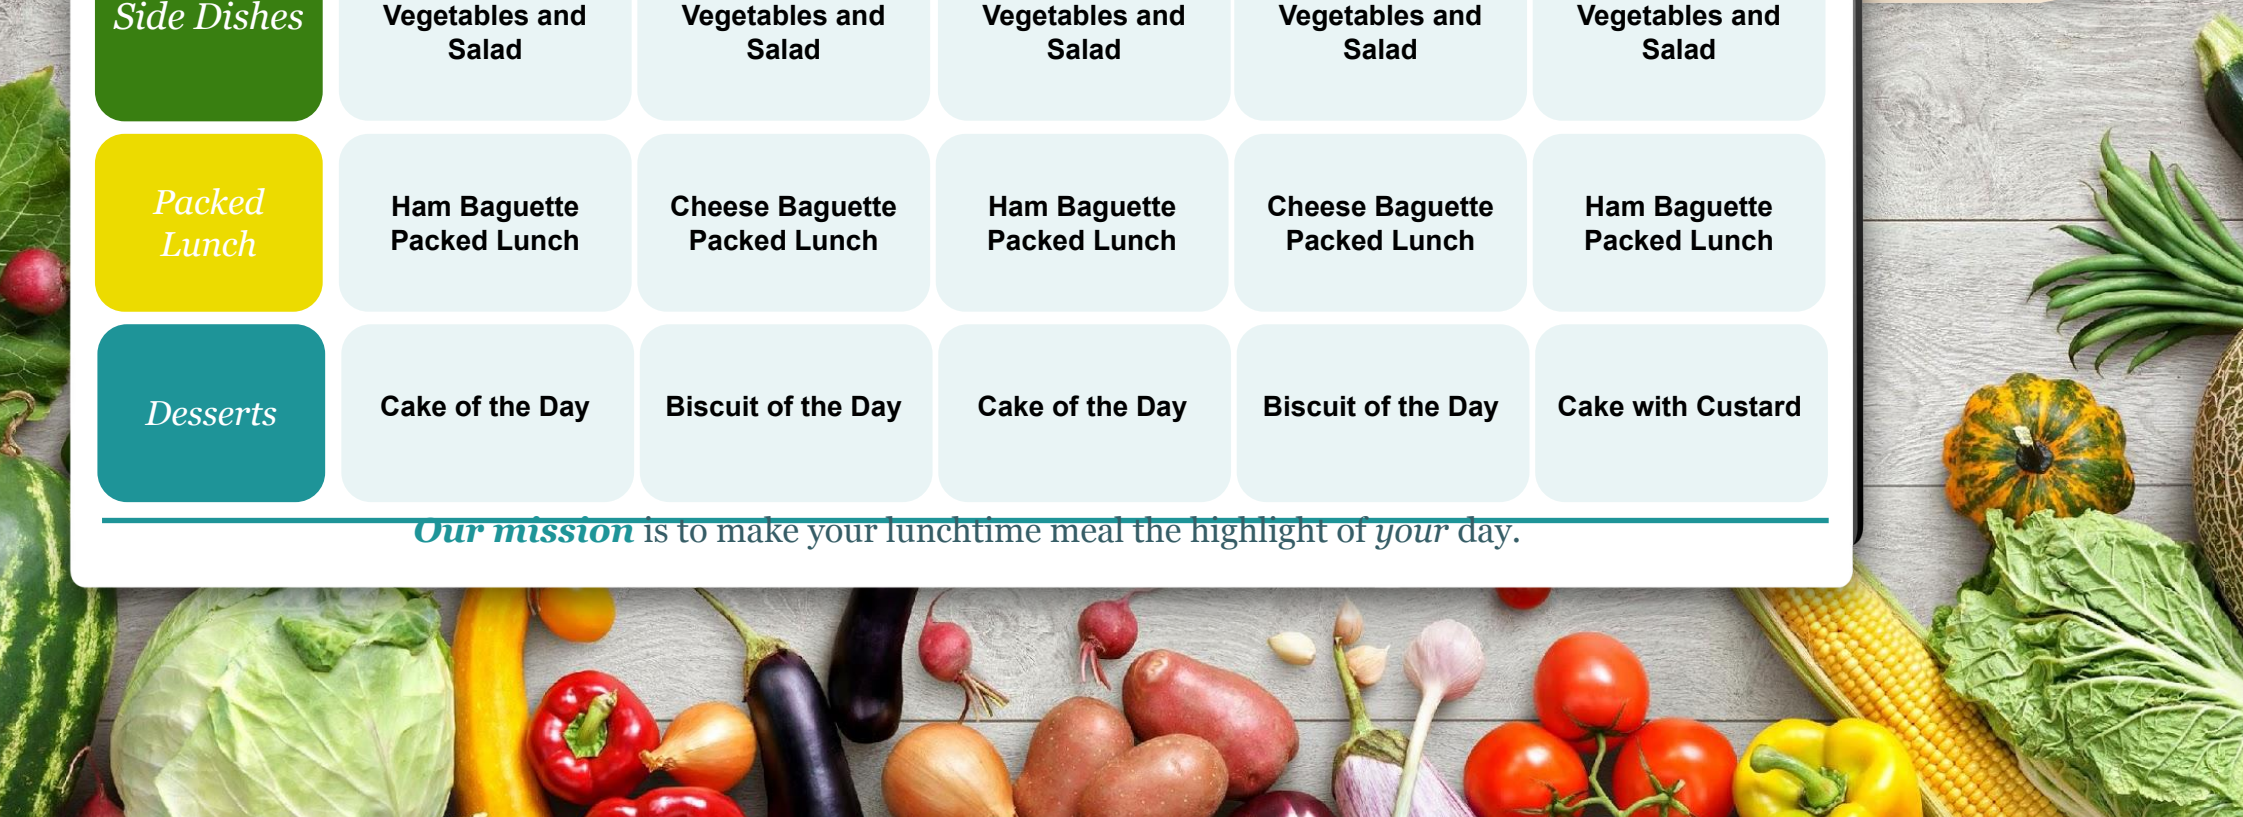 Side Dishes
Vegetables and
Salad
Vegetables and
Salad
Vegetables and
Salad
Vegetables and
Salad
Vegetables and
Salad
Packed
Lunch
Ham Baguette
Packed Lunch
Cheese Baguette
Packed Lunch
Ham Baguette
Packed Lunch
Cheese Baguette
Packed Lunch
Ham Baguette
Packed Lunch
Desserts
Cake of the Day
Biscuit of the Day
Cake of the Day
Biscuit of the Day
Cake with Custard
Our mission is to make your lunchtime meal the highlight of your day.